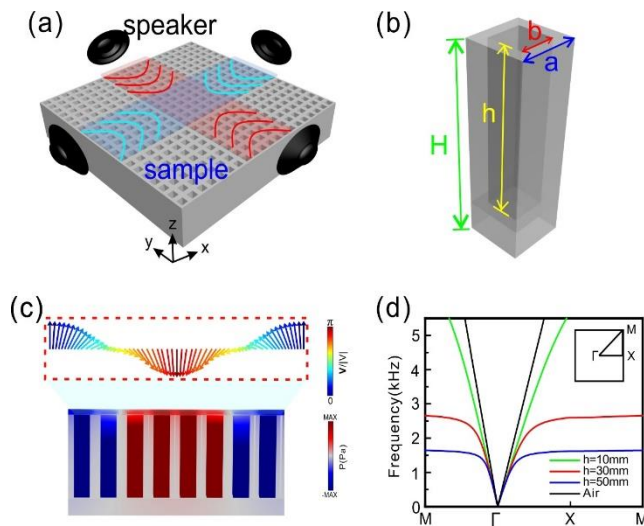 (a)
speaker
sample
z
y
x
(b)
b
a
h
H
(c)
π
V/|V|
0
MAX
P(Pa)
-MAX
(d)
Frequency(kHz)
5
4
3
2
1
0
M
Γ
X
M
M
Γ
X
h=10mm
h=30mm
h=50mm
Air